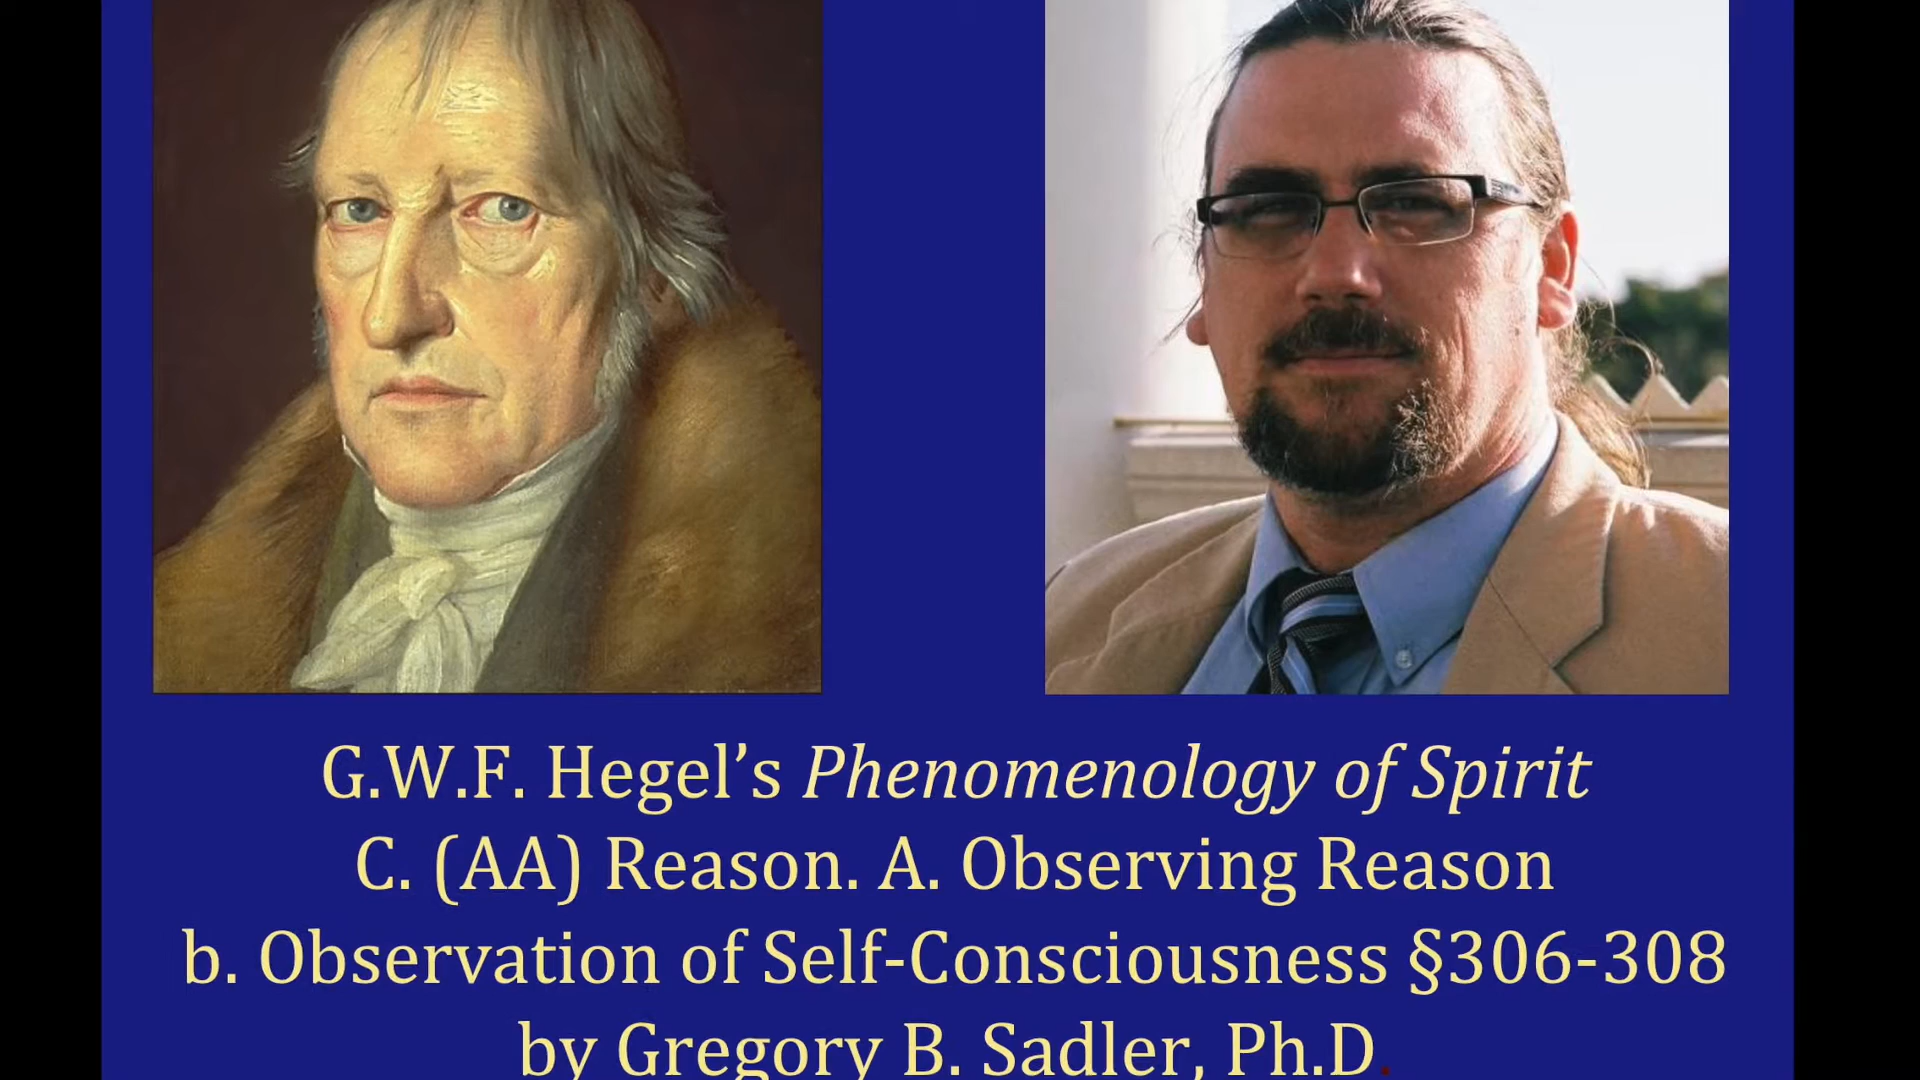 G.W.F. Hegel’s Phenomenology of Spirit
C. (AA) Reason. A. Observing Reason
b. Observation of Self-Consciousness §306-308
by Gregory B. Sadler, Ph.D.